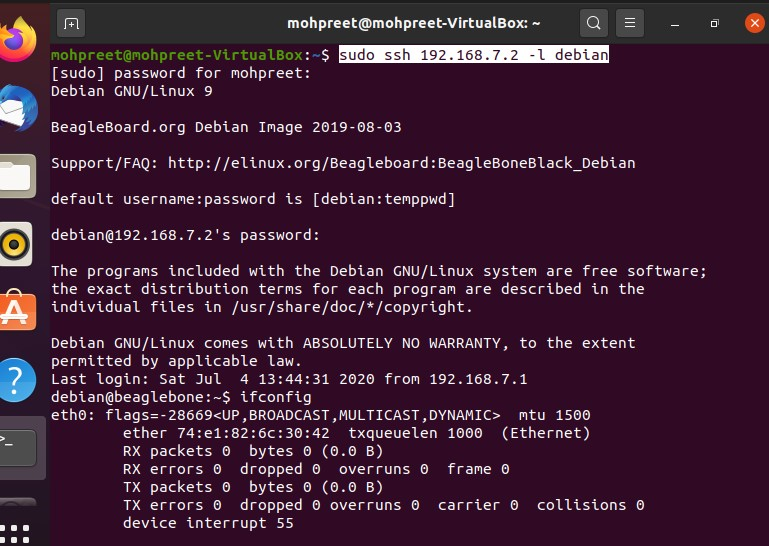 mohpreet@mohpreet-VirtualBox: ~
mohpreet@mohpreet-VirtualBox:~$ sudo ssh 192.168.7.2 -l debian
[sudo] password for mohpreet:
Debian GNU/Linux 9
BeagleBoard.org Debian Image 2019-08-03
Support/FAQ: http://elinux.org/Beagleboard:BeagleBoneBlack_Debian
default username:password is [debian:temppwd]
debian@192.168.7.2's password:
The programs included with the Debian GNU/Linux system are free software;
the exact distribution terms for each program are described in the
individual files in /usr/share/doc/*/copyright.
Debian GNU/Linux comes with ABSOLUTELY NO WARRANTY, to the extent
permitted by applicable law.
Last login: Sat Jul  4 13:44:31 2020 from 192.168.7.1
debian@beaglebone:~$ ifconfig
eth0: flags=-28669<UP,BROADCAST,MULTICAST,DYNAMIC>  mtu 1500
        ether 74:e1:82:6c:30:42  txqueuelen 1000  (Ethernet)
        RX packets 0  bytes 0 (0.0 B)
        RX errors 0  dropped 0  overruns 0  frame 0
        TX packets 0  bytes 0 (0.0 B)
        TX errors 0  dropped 0 overruns 0  carrier 0  collisions 0
        device interrupt 55